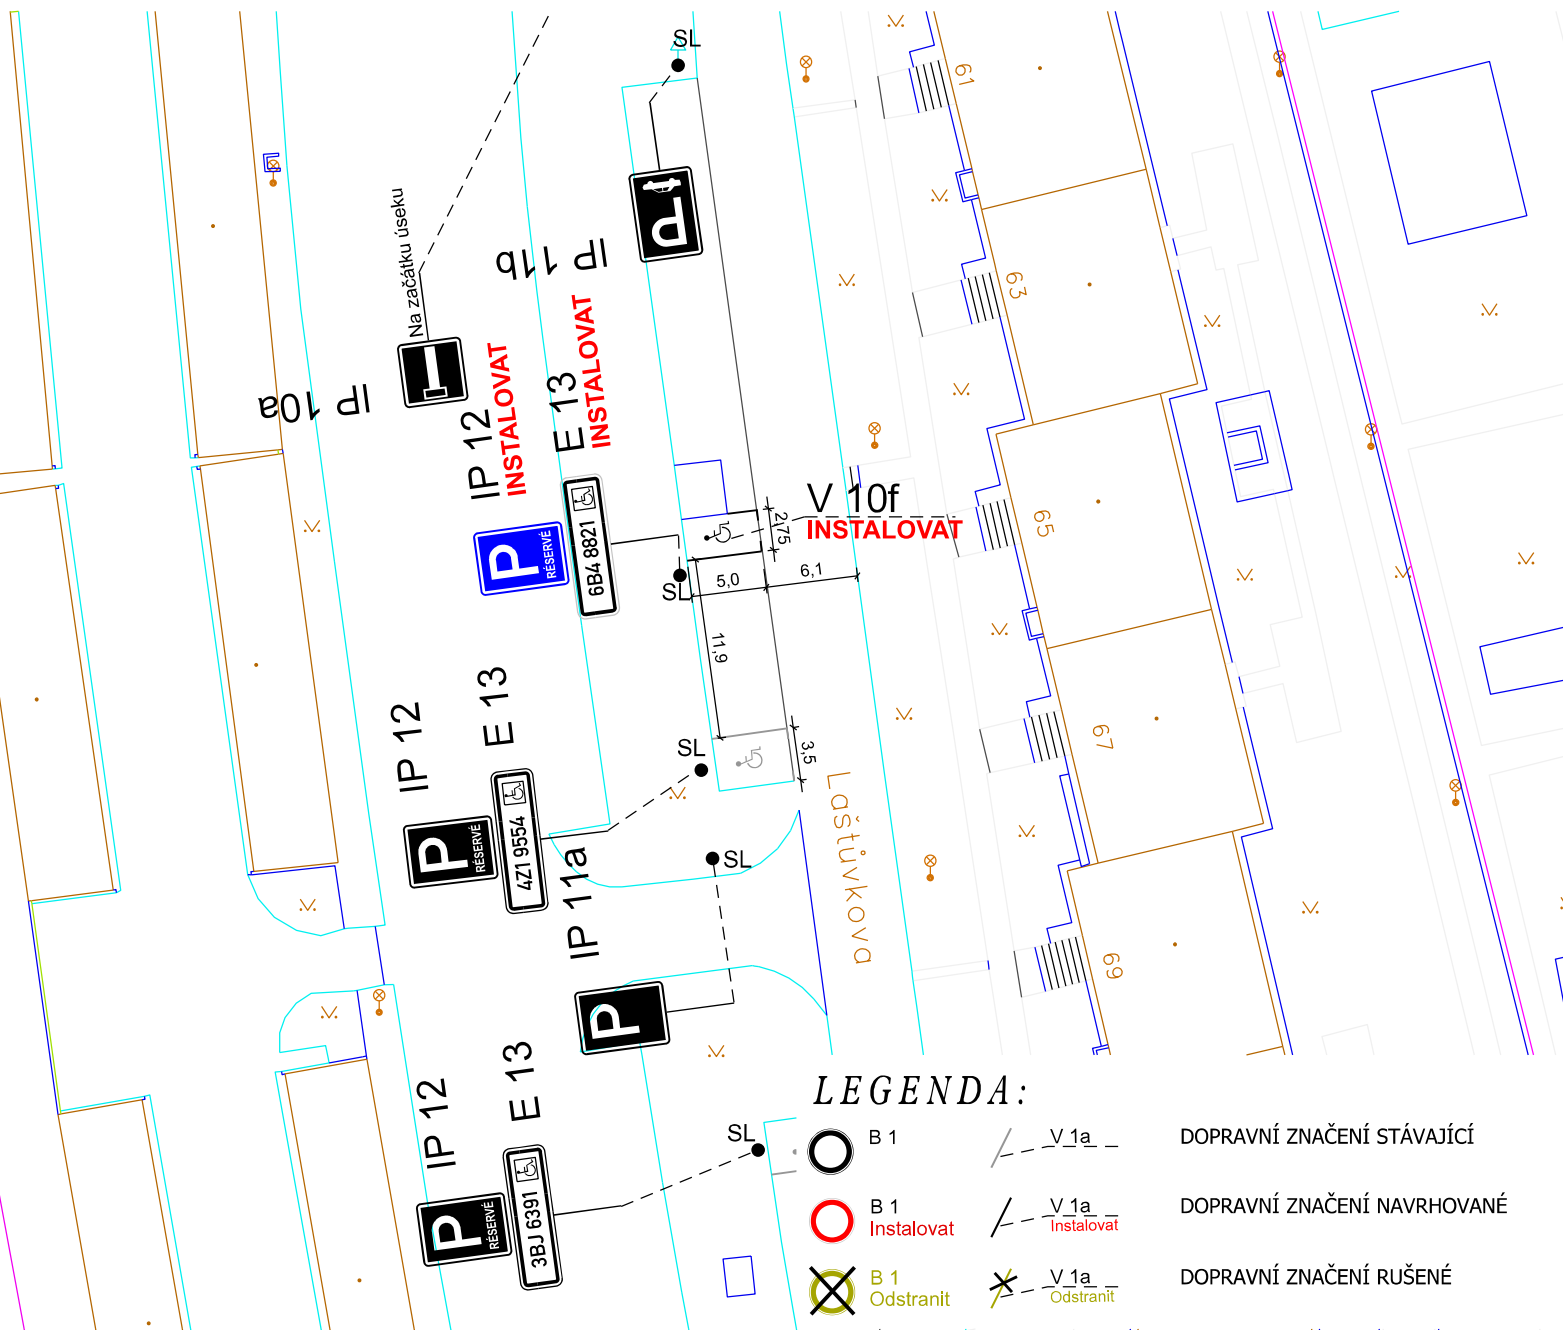 SL
61
Na začátku úseku
IP 11b
P
63
IP 10a
IP 12
INSTALOVAT
E 13
INSTALOVAT
V 10f
INSTALOVAT
2,75
65
P
RÉSERVÉ
6B4 8821
SL
5,0
6,1
11,9
IP 12
E 13
SL
3,5
67
Laštůvkova
P
RÉSERVÉ
4Z1 9554
IP 11a
SL
69
P
IP 12
E 13
SL
P
RÉSERVÉ
3BJ 6391
LEGENDA:
B 1
V 1a
DOPRAVNÍ ZNAČENÍ STÁVAJÍCÍ
B 1
Instalovat
V 1a
Instalovat
DOPRAVNÍ ZNAČENÍ NAVRHOVANÉ
B 1
Odstranit
V 1a
Odstranit
DOPRAVNÍ ZNAČENÍ RUŠENÉ